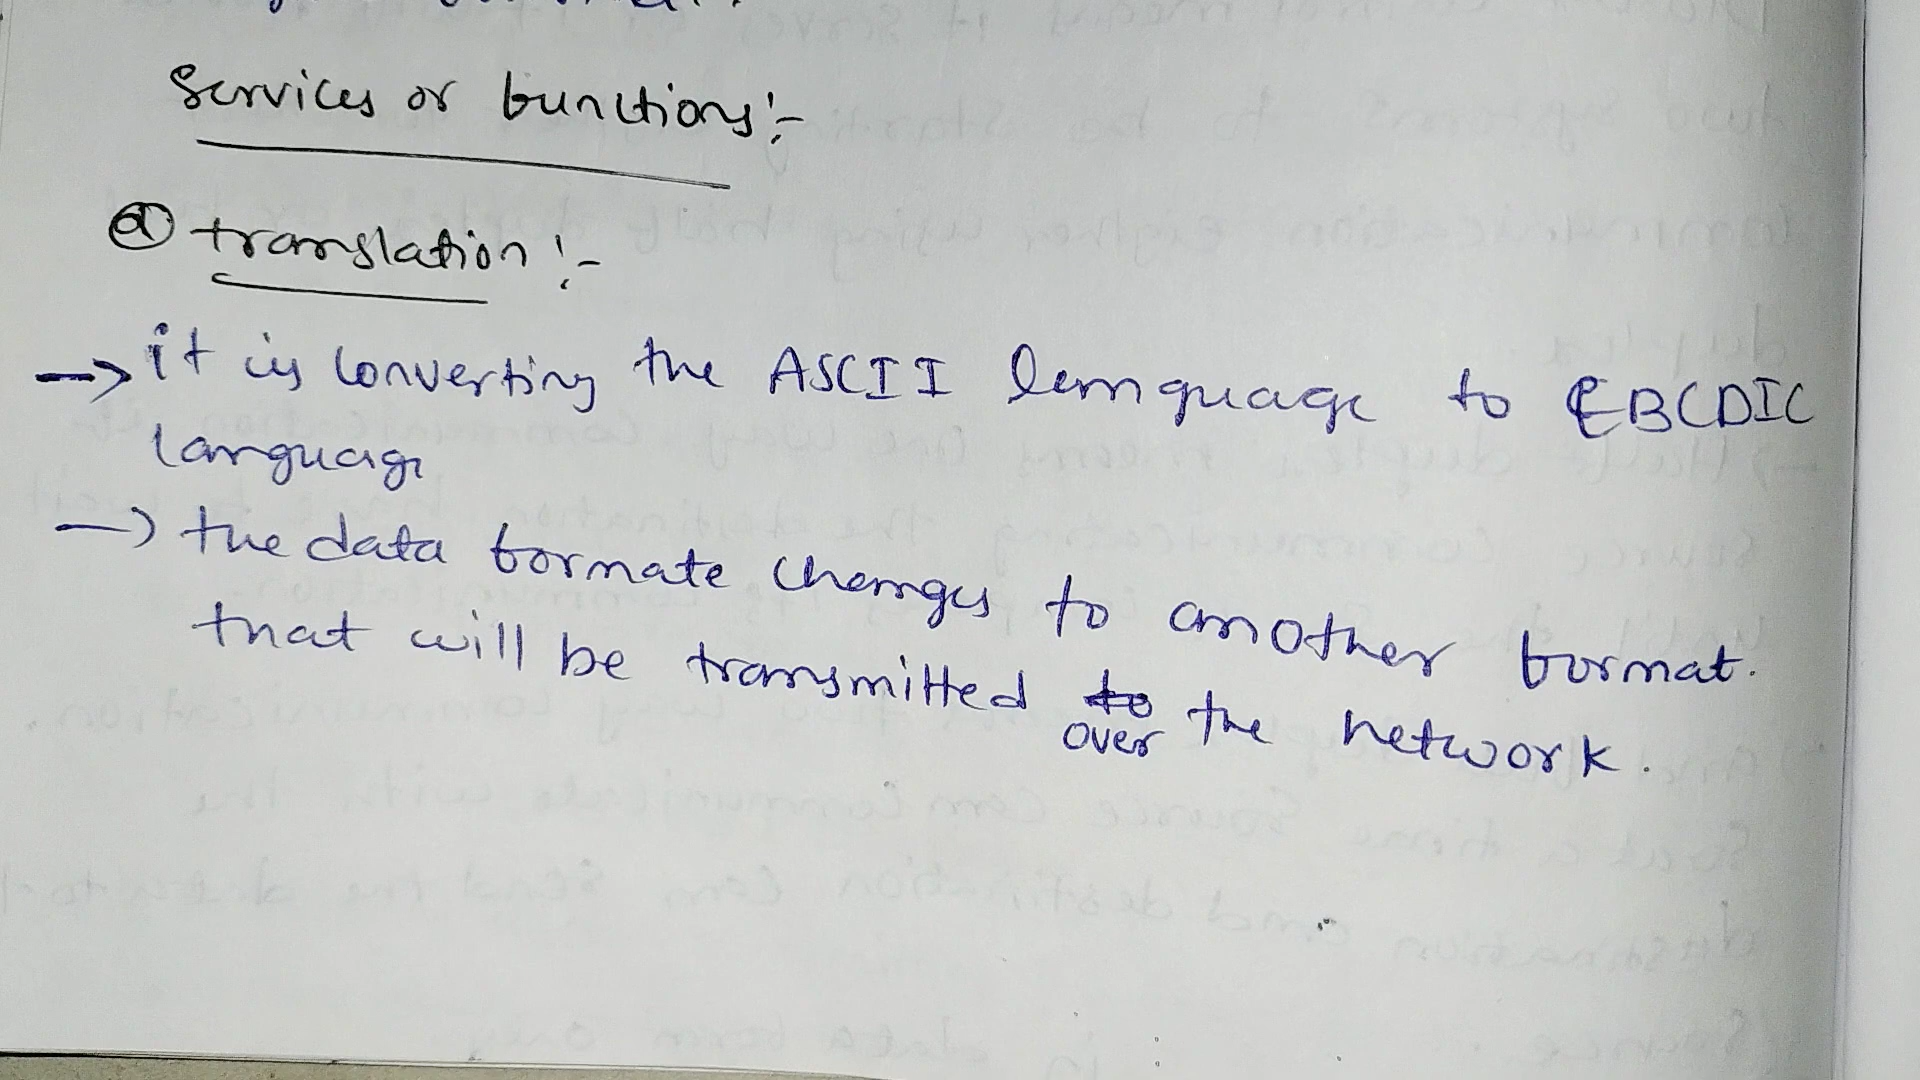 Services or functions:-
ⓐ translation :-
→ it is converting the ASCII language to EBCDIC
language
→ the data formate changes to another format.
that will be transmitted to over the network.